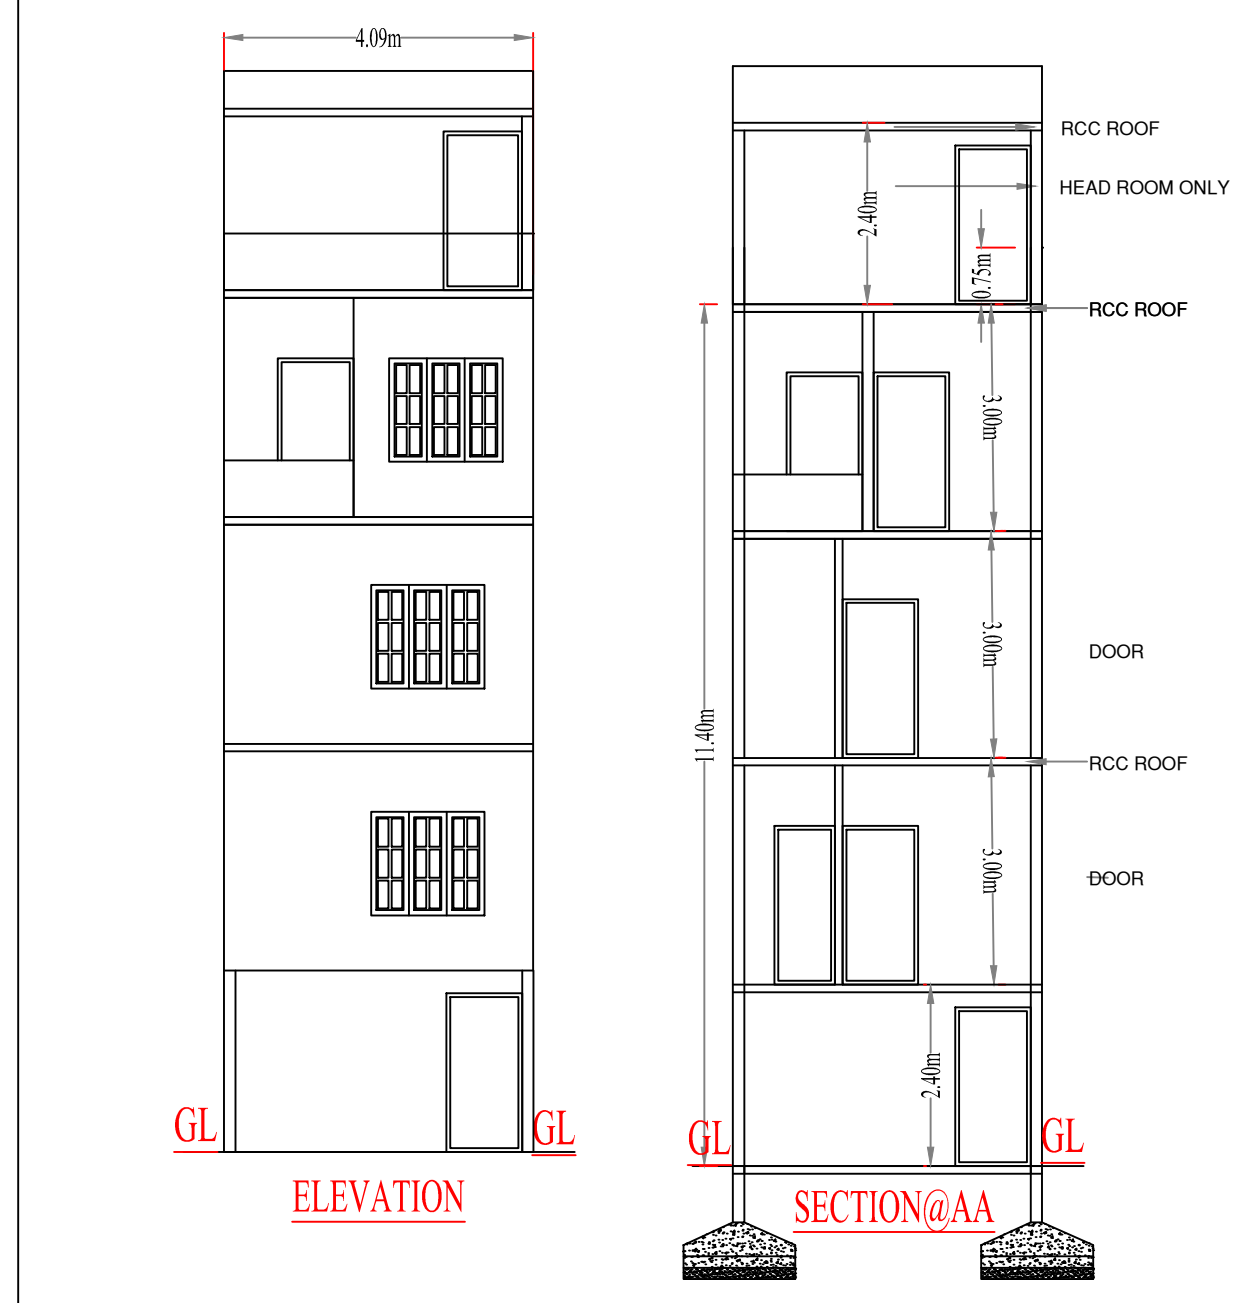 4.09m
RCC ROOF
HEAD ROOM ONLY
2.40m
0.75m
RCC ROOF
3.00m
3.00m
DOOR
11.40m
RCC ROOF
3.00m
DOOR
2.40m
GL
GL
GL
GL
ELEVATION
SECTION@AA